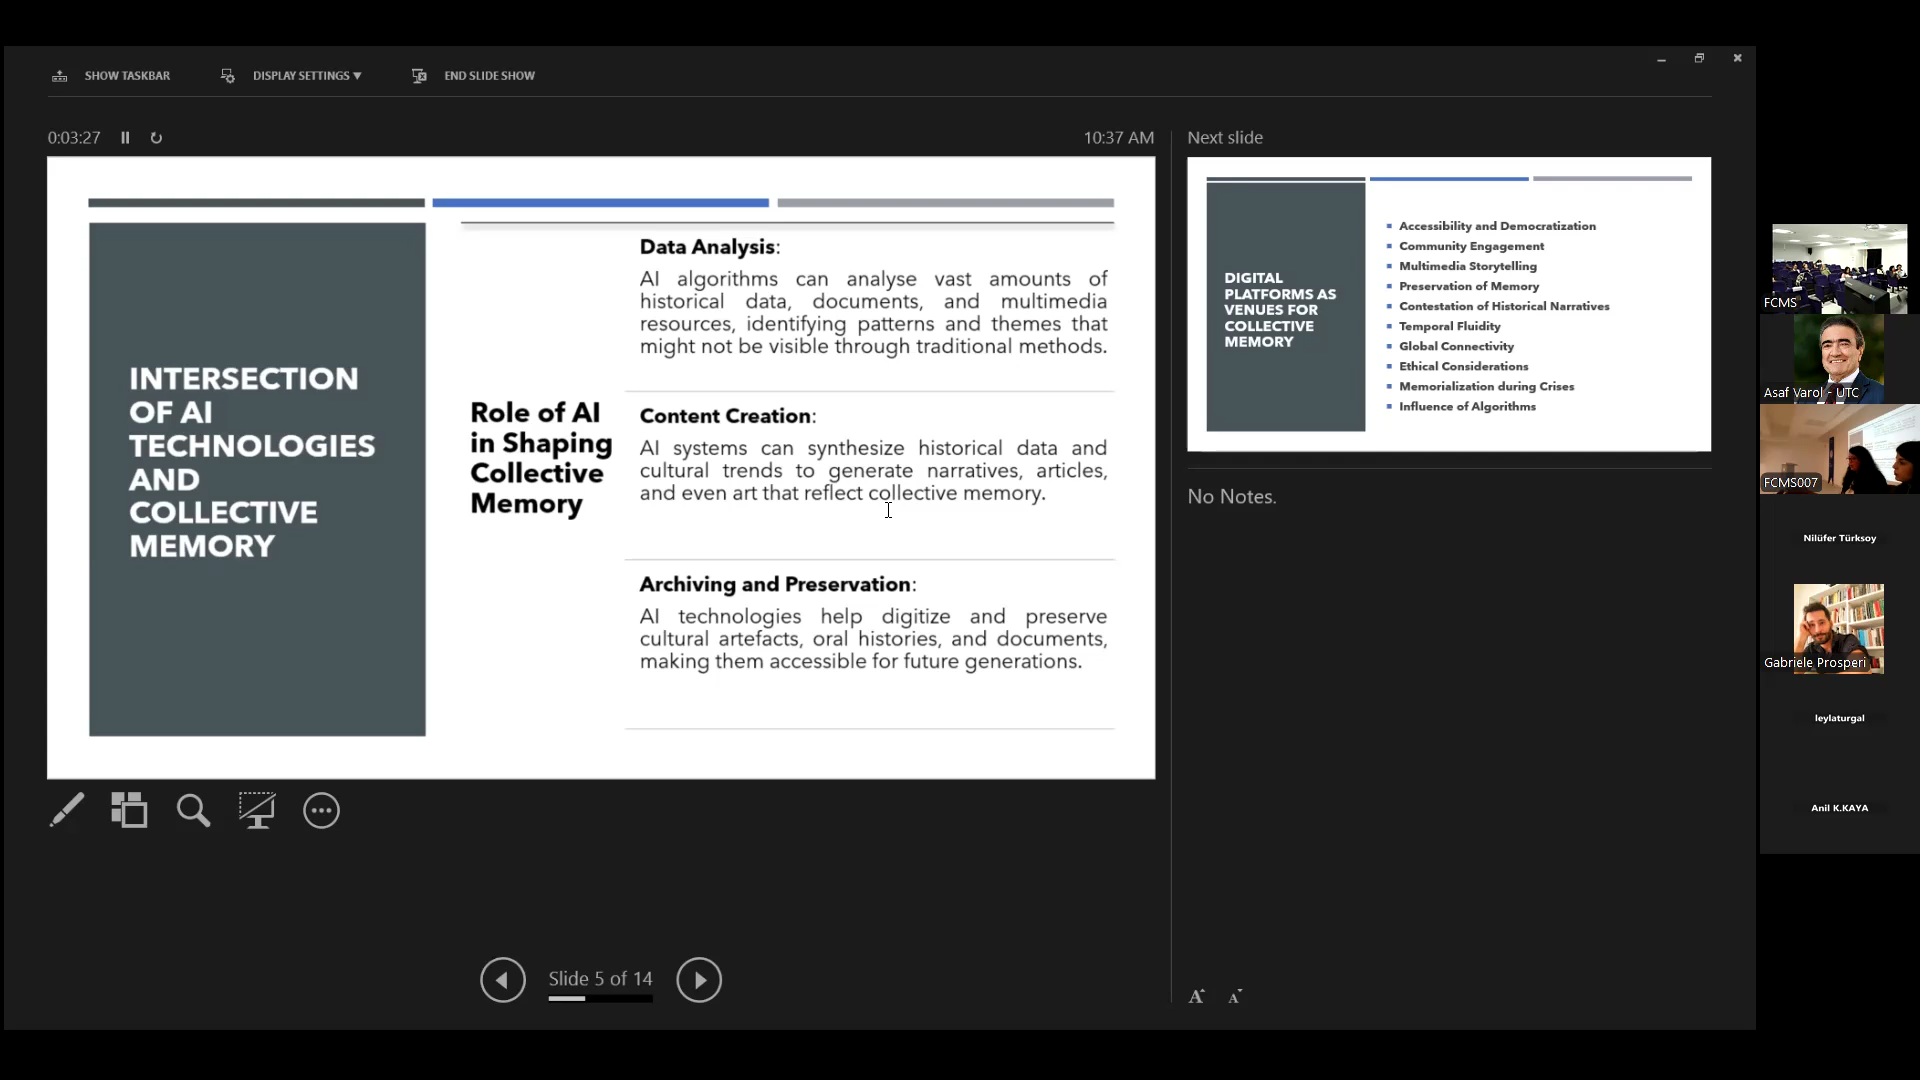 SHOW TASKBAR
DISPLAY SETTINGS ▼
END SLIDE SHOW
0:03:27
10:37 AM
INTERSECTION
OF AI
TECHNOLOGIES
AND
COLLECTIVE
MEMORY
Role of AI
in Shaping
Collective
Memory
Data Analysis:
AI algorithms can analyse vast amounts of
historical data, documents, and multimedia
resources, identifying patterns and themes that
might not be visible through traditional methods.
Content Creation:
AI systems can synthesize historical data and
cultural trends to generate narratives, articles,
and even art that reflect collective memory.
Archiving and Preservation:
AI technologies help digitize and preserve
cultural artefacts, oral histories, and documents,
making them accessible for future generations.
Slide 5 of 14
Next slide
DIGITAL
PLATFORMS AS
VENUES FOR
COLLECTIVE
MEMORY
Accessibility and Democratization
Community Engagement
Multimedia Storytelling
Preservation of Memory
Contestation of Historical Narratives
Temporal Fluidity
Global Connectivity
Ethical Considerations
Memorialization during Crises
Influence of Algorithms
No Notes.
A A
FCMS
Asaf Varol - UTC
FCMS007
Nilüfer Türksoy
Gabriele Prosperi
leylaturgal
Anil K.KAYA